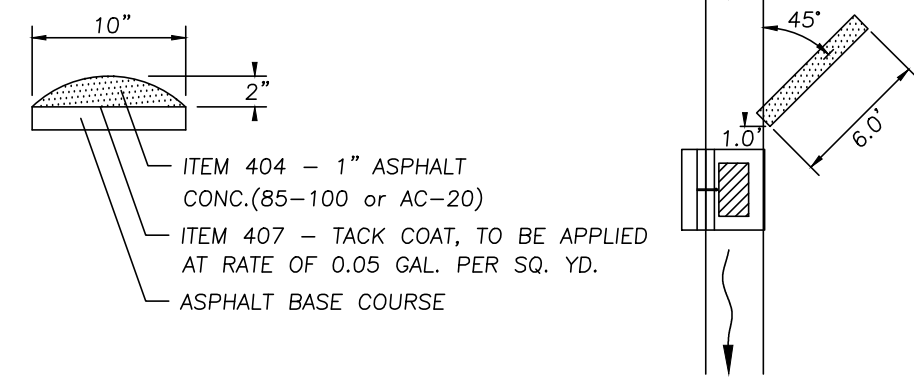 10"
2"
ITEM 404 - 1" ASPHALT
CONC.(85-100 or AC-20)
ITEM 407 - TACK COAT, TO BE APPLIED
AT RATE OF 0.05 GAL. PER SQ. YD.
ASPHALT BASE COURSE
45°
1.0'
6.0'